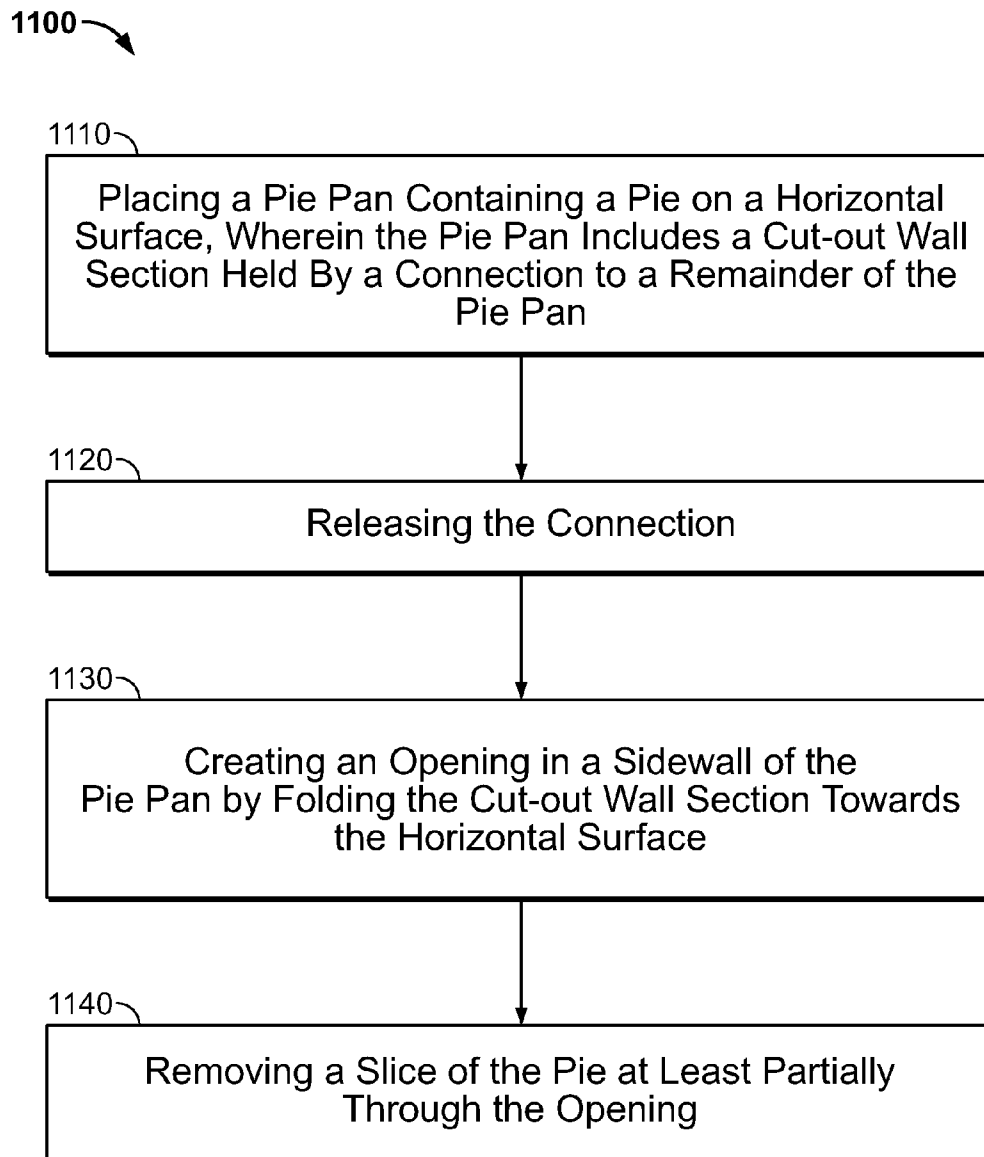 1100
1110
Placing a Pie Pan Containing a Pie on a Horizontal
Surface, Wherein the Pie Pan Includes a Cut-out Wall
Section Held By a Connection to a Remainder of the
Pie Pan
1120
Releasing the Connection
1130
Creating an Opening in a Sidewall of the
Pie Pan by Folding the Cut-out Wall Section Towards
the Horizontal Surface
1140
Removing a Slice of the Pie at Least Partially
Through the Opening